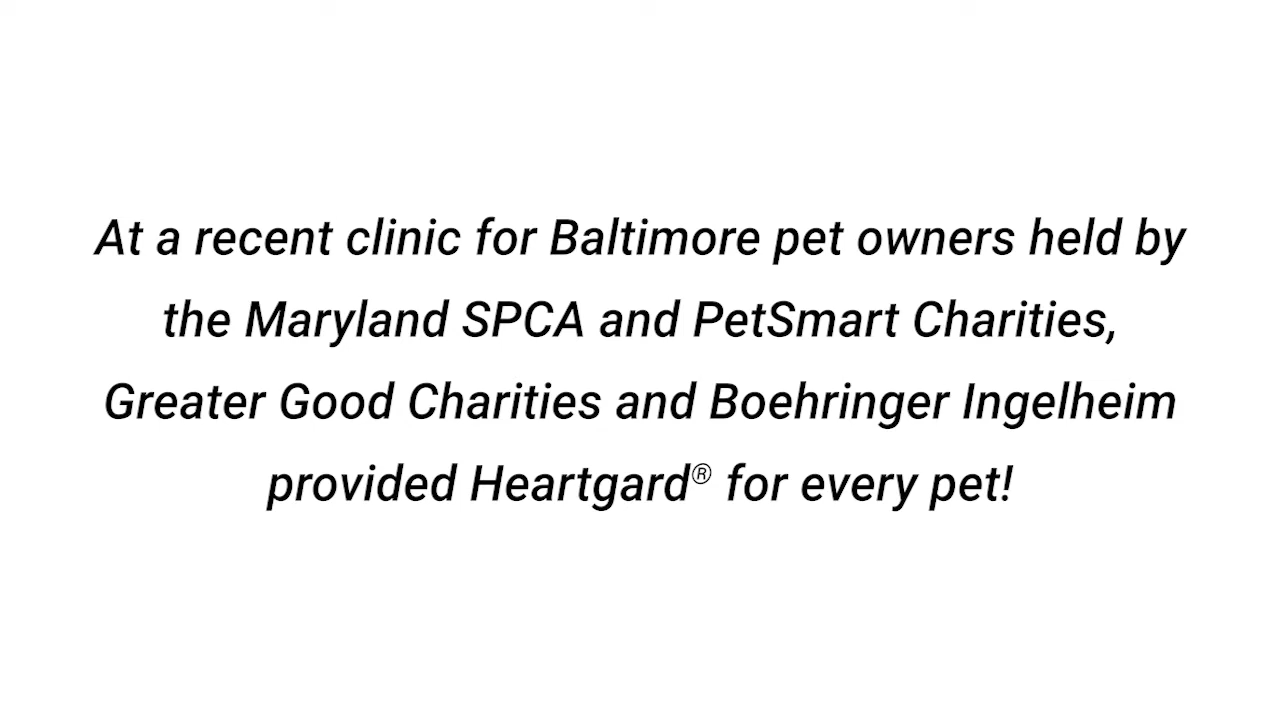 At a recent clinic for Baltimore pet owners held by
the Maryland SPCA and PetSmart Charities,
Greater Good Charities and Boehringer Ingelheim
provided Heartgard® for every pet!